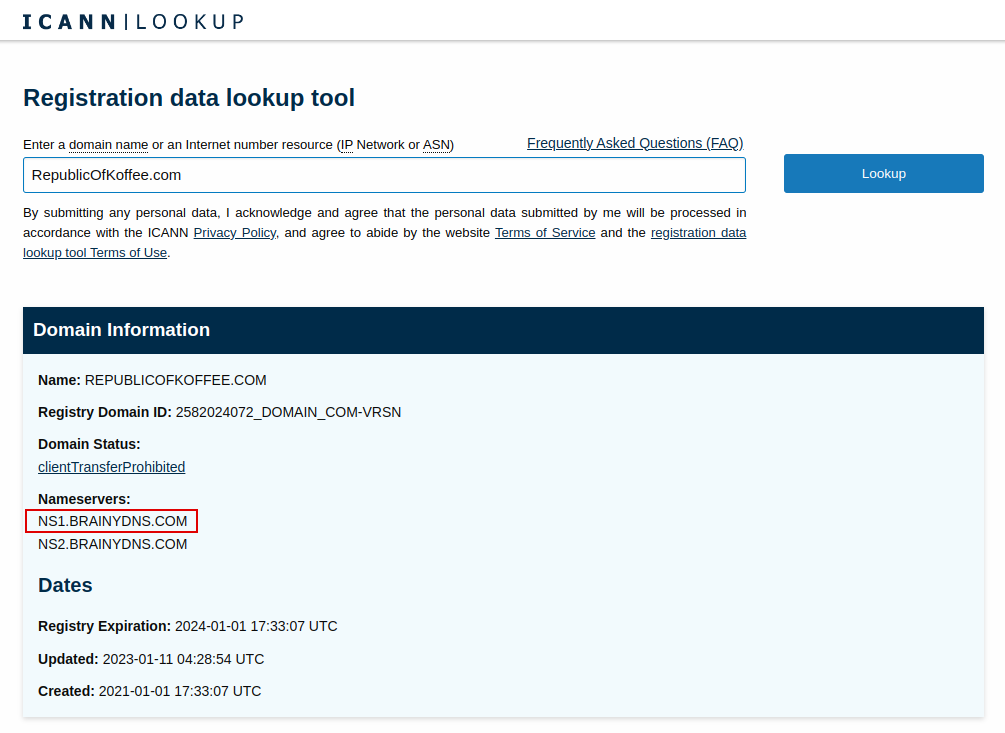 ICANN | LOOKUP
Registration data lookup tool
Enter a domain name or an Internet number resource (IP Network or ASN)
Frequently Asked Questions (FAQ)
RepublicOfKoffee.com
Lookup
By submitting any personal data, I acknowledge and agree that the personal data submitted by me will be processed in
accordance with the ICANN Privacy Policy, and agree to abide by the website Terms of Service and the registration data
lookup tool Terms of Use.
Domain Information
Name: REPUBLICOFKOFFEE.COM
Registry Domain ID: 2582024072_DOMAIN_COM-VRSN
Domain Status:
clientTransferProhibited
Nameservers:
NS1.BRAINYDNS.COM
NS2.BRAINYDNS.COM
Dates
Registry Expiration: 2024-01-01 17:33:07 UTC
Updated: 2023-01-11 04:28:54 UTC
Created: 2021-01-01 17:33:07 UTC